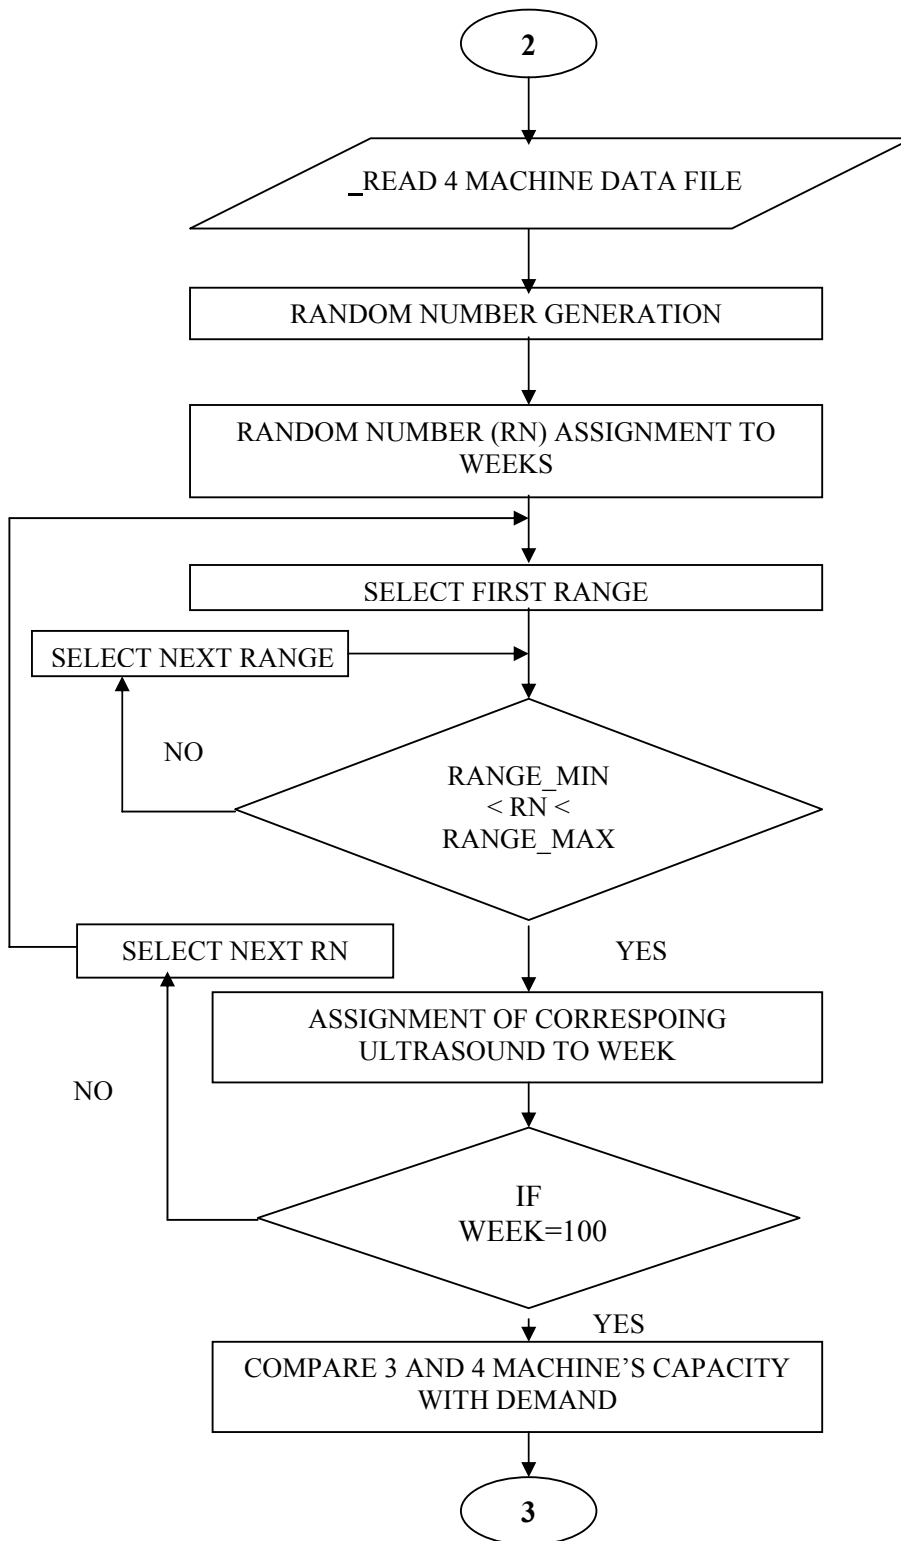 2
_READ 4 MACHINE DATA FILE
RANDOM NUMBER GENERATION
RANDOM NUMBER (RN) ASSIGNMENT TO
WEEKS
SELECT FIRST RANGE
SELECT NEXT RANGE
NO
RANGE_MIN
< RN <
RANGE_MAX
SELECT NEXT RN
YES
ASSIGNMENT OF CORRESPOING
ULTRASOUND TO WEEK
NO
IF
WEEK=100
YES
COMPARE 3 AND 4 MACHINE’S CAPACITY
WITH DEMAND
3